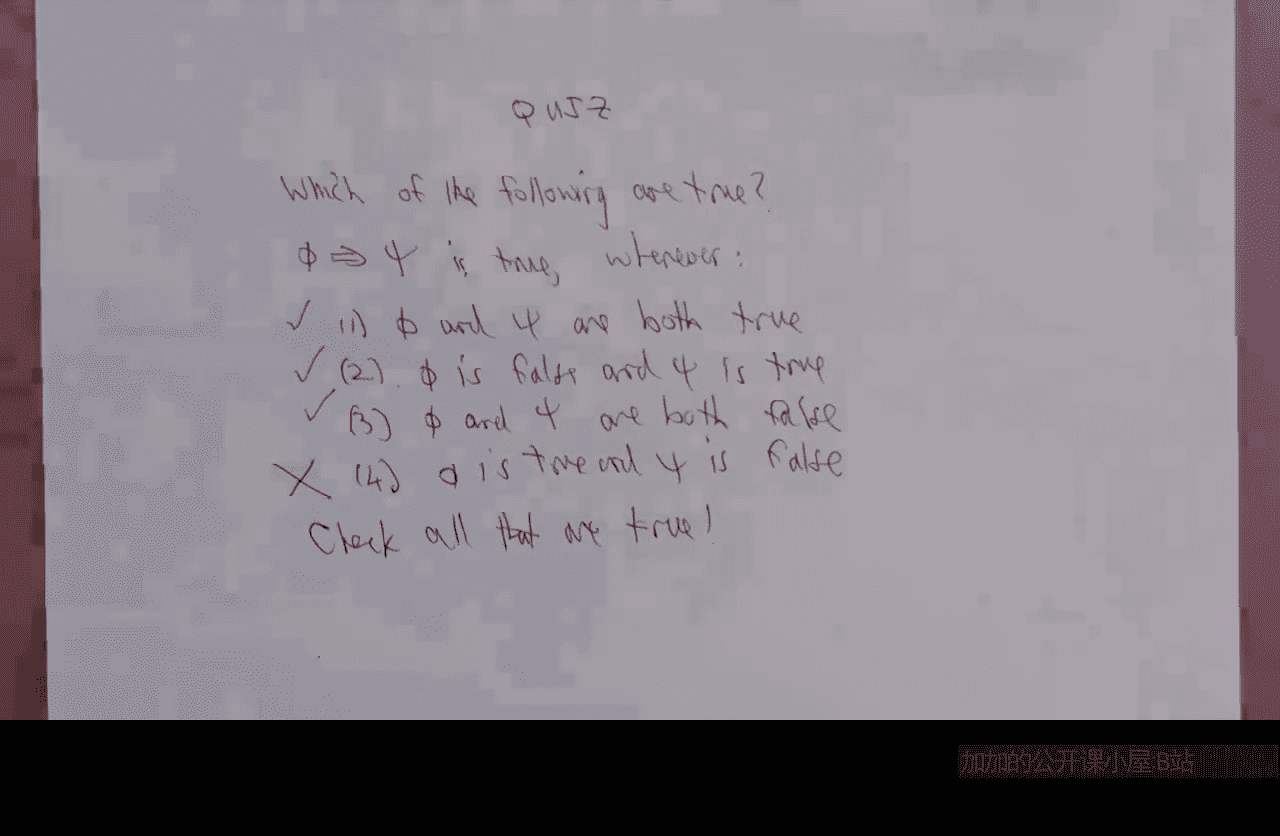 QUIZ
Which of the following are true?
ϕ ⇒ ψ is true, whenever:
✓ (1) ϕ and ψ are both true
✓ (2). ϕ is false and ψ is true
✓ (3) ϕ and ψ are both false
✗ (4) ϕ is true and ψ is false
Check all that are true!
加加的公开课小屋 B站